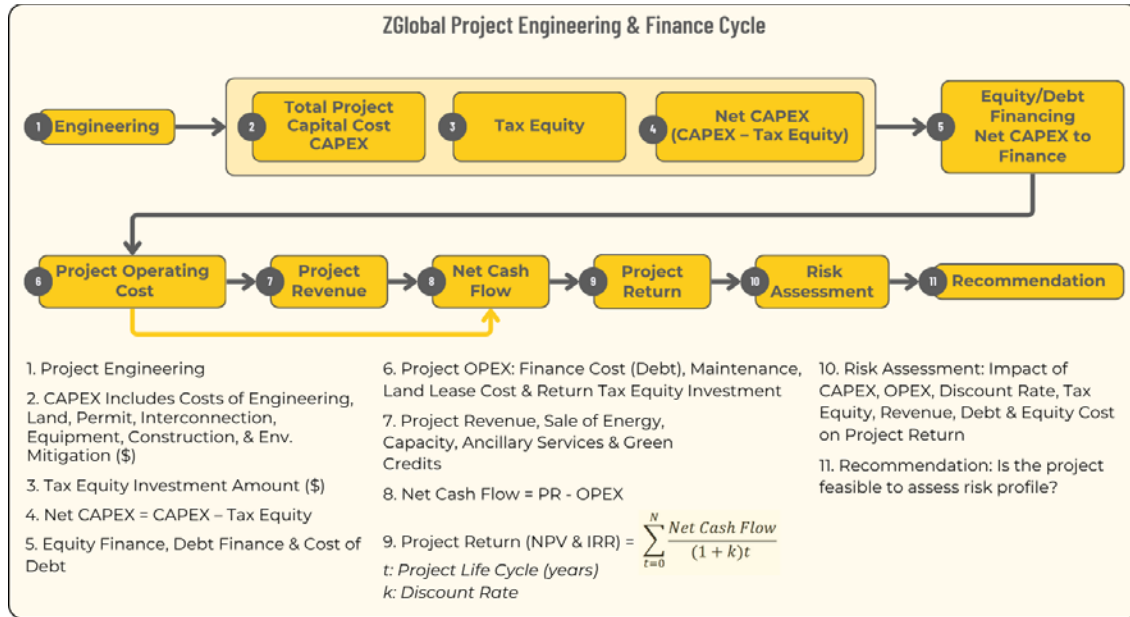 ZGlobal Project Engineering & Finance Cycle
1 Engineering
2 Total Project
Capital Cost
CAPEX
3 Tax Equity
4 Net CAPEX
(CAPEX – Tax Equity)
5 Equity/Debt
Financing
Net CAPEX to
Finance
6 Project Operating
Cost
7 Project
Revenue
8 Net Cash
Flow
9 Project
Return
10 Risk
Assessment
11 Recommendation
1. Project Engineering
2. CAPEX Includes Costs of Engineering,
Land, Permit, Interconnection,
Equipment, Construction, & Env.
Mitigation ($)
3. Tax Equity Investment Amount ($)
4. Net CAPEX = CAPEX – Tax Equity
5. Equity Finance, Debt Finance & Cost of
Debt
6. Project OPEX: Finance Cost (Debt), Maintenance,
Land Lease Cost & Return Tax Equity Investment
7. Project Revenue, Sale of Energy,
Capacity, Ancillary Services & Green
Credits
8. Net Cash Flow = PR - OPEX
9. Project Return (NPV & IRR) = N ∑ t=0 Net Cash Flow / (1 + k)t
t: Project Life Cycle (years)
k: Discount Rate
10. Risk Assessment: Impact of
CAPEX, OPEX, Discount Rate, Tax
Equity, Revenue, Debt & Equity Cost
on Project Return
11. Recommendation: Is the project
feasible to assess risk profile?